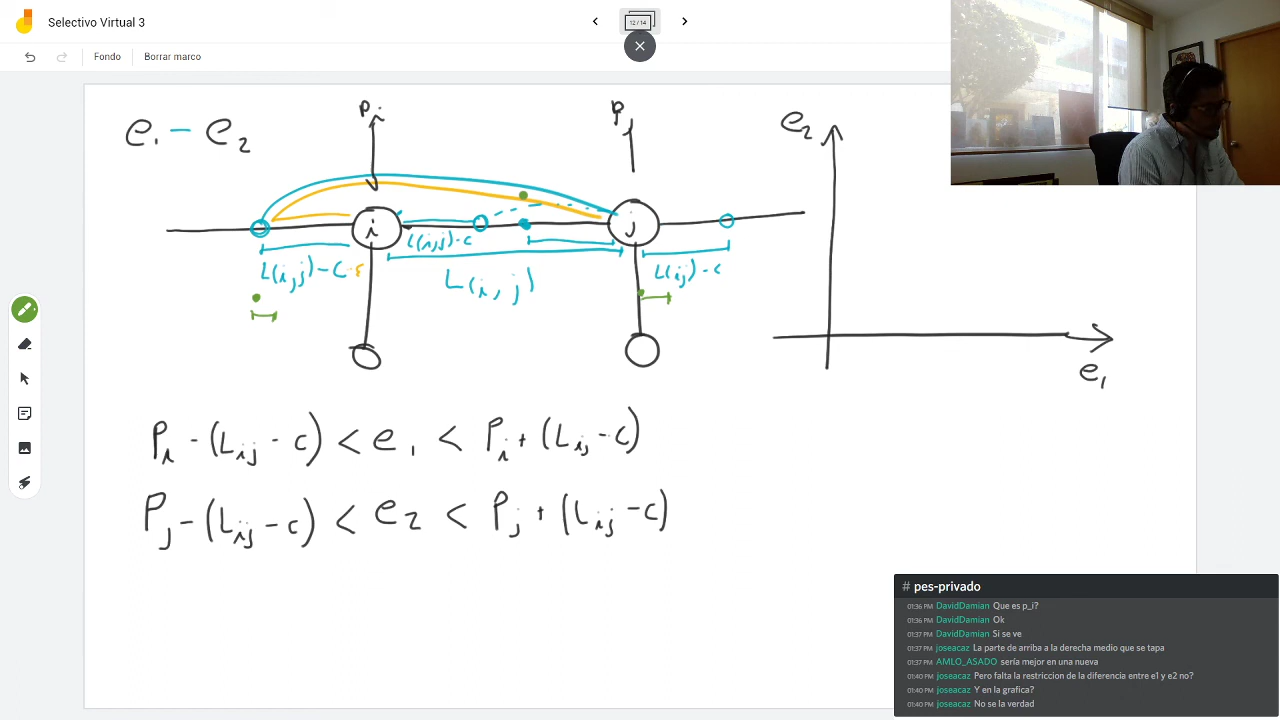 Selectivo Virtual 3
12 / 14
Fondo
Borrar marco
e₁ - e₂
Pᵢ
Pⱼ
e₂
i
j
L(i,j)-c
L(i,j)-c
L(i,j)
L(ij)-c
e₁
Pᵢ - (Lᵢⱼ - c) < e₁ < Pᵢ + (Lᵢⱼ - c)
Pⱼ - (Lᵢⱼ - c) < e₂ < Pⱼ + (Lᵢⱼ - c)
# pes-privado
01:36 PM DavidDamian Que es p_i?
01:36 PM DavidDamian Ok
01:37 PM DavidDamian Si se ve
01:37 PM joseacaz La parte de arriba a la derecha medio que se tapa
01:37 PM AMLO_ASADO sería mejor en una nueva
01:40 PM joseacaz Pero falta la restriccion de la diferencia entre e1 y e2 no?
01:40 PM joseacaz Y en la grafica?
01:40 PM joseacaz No se la verdad